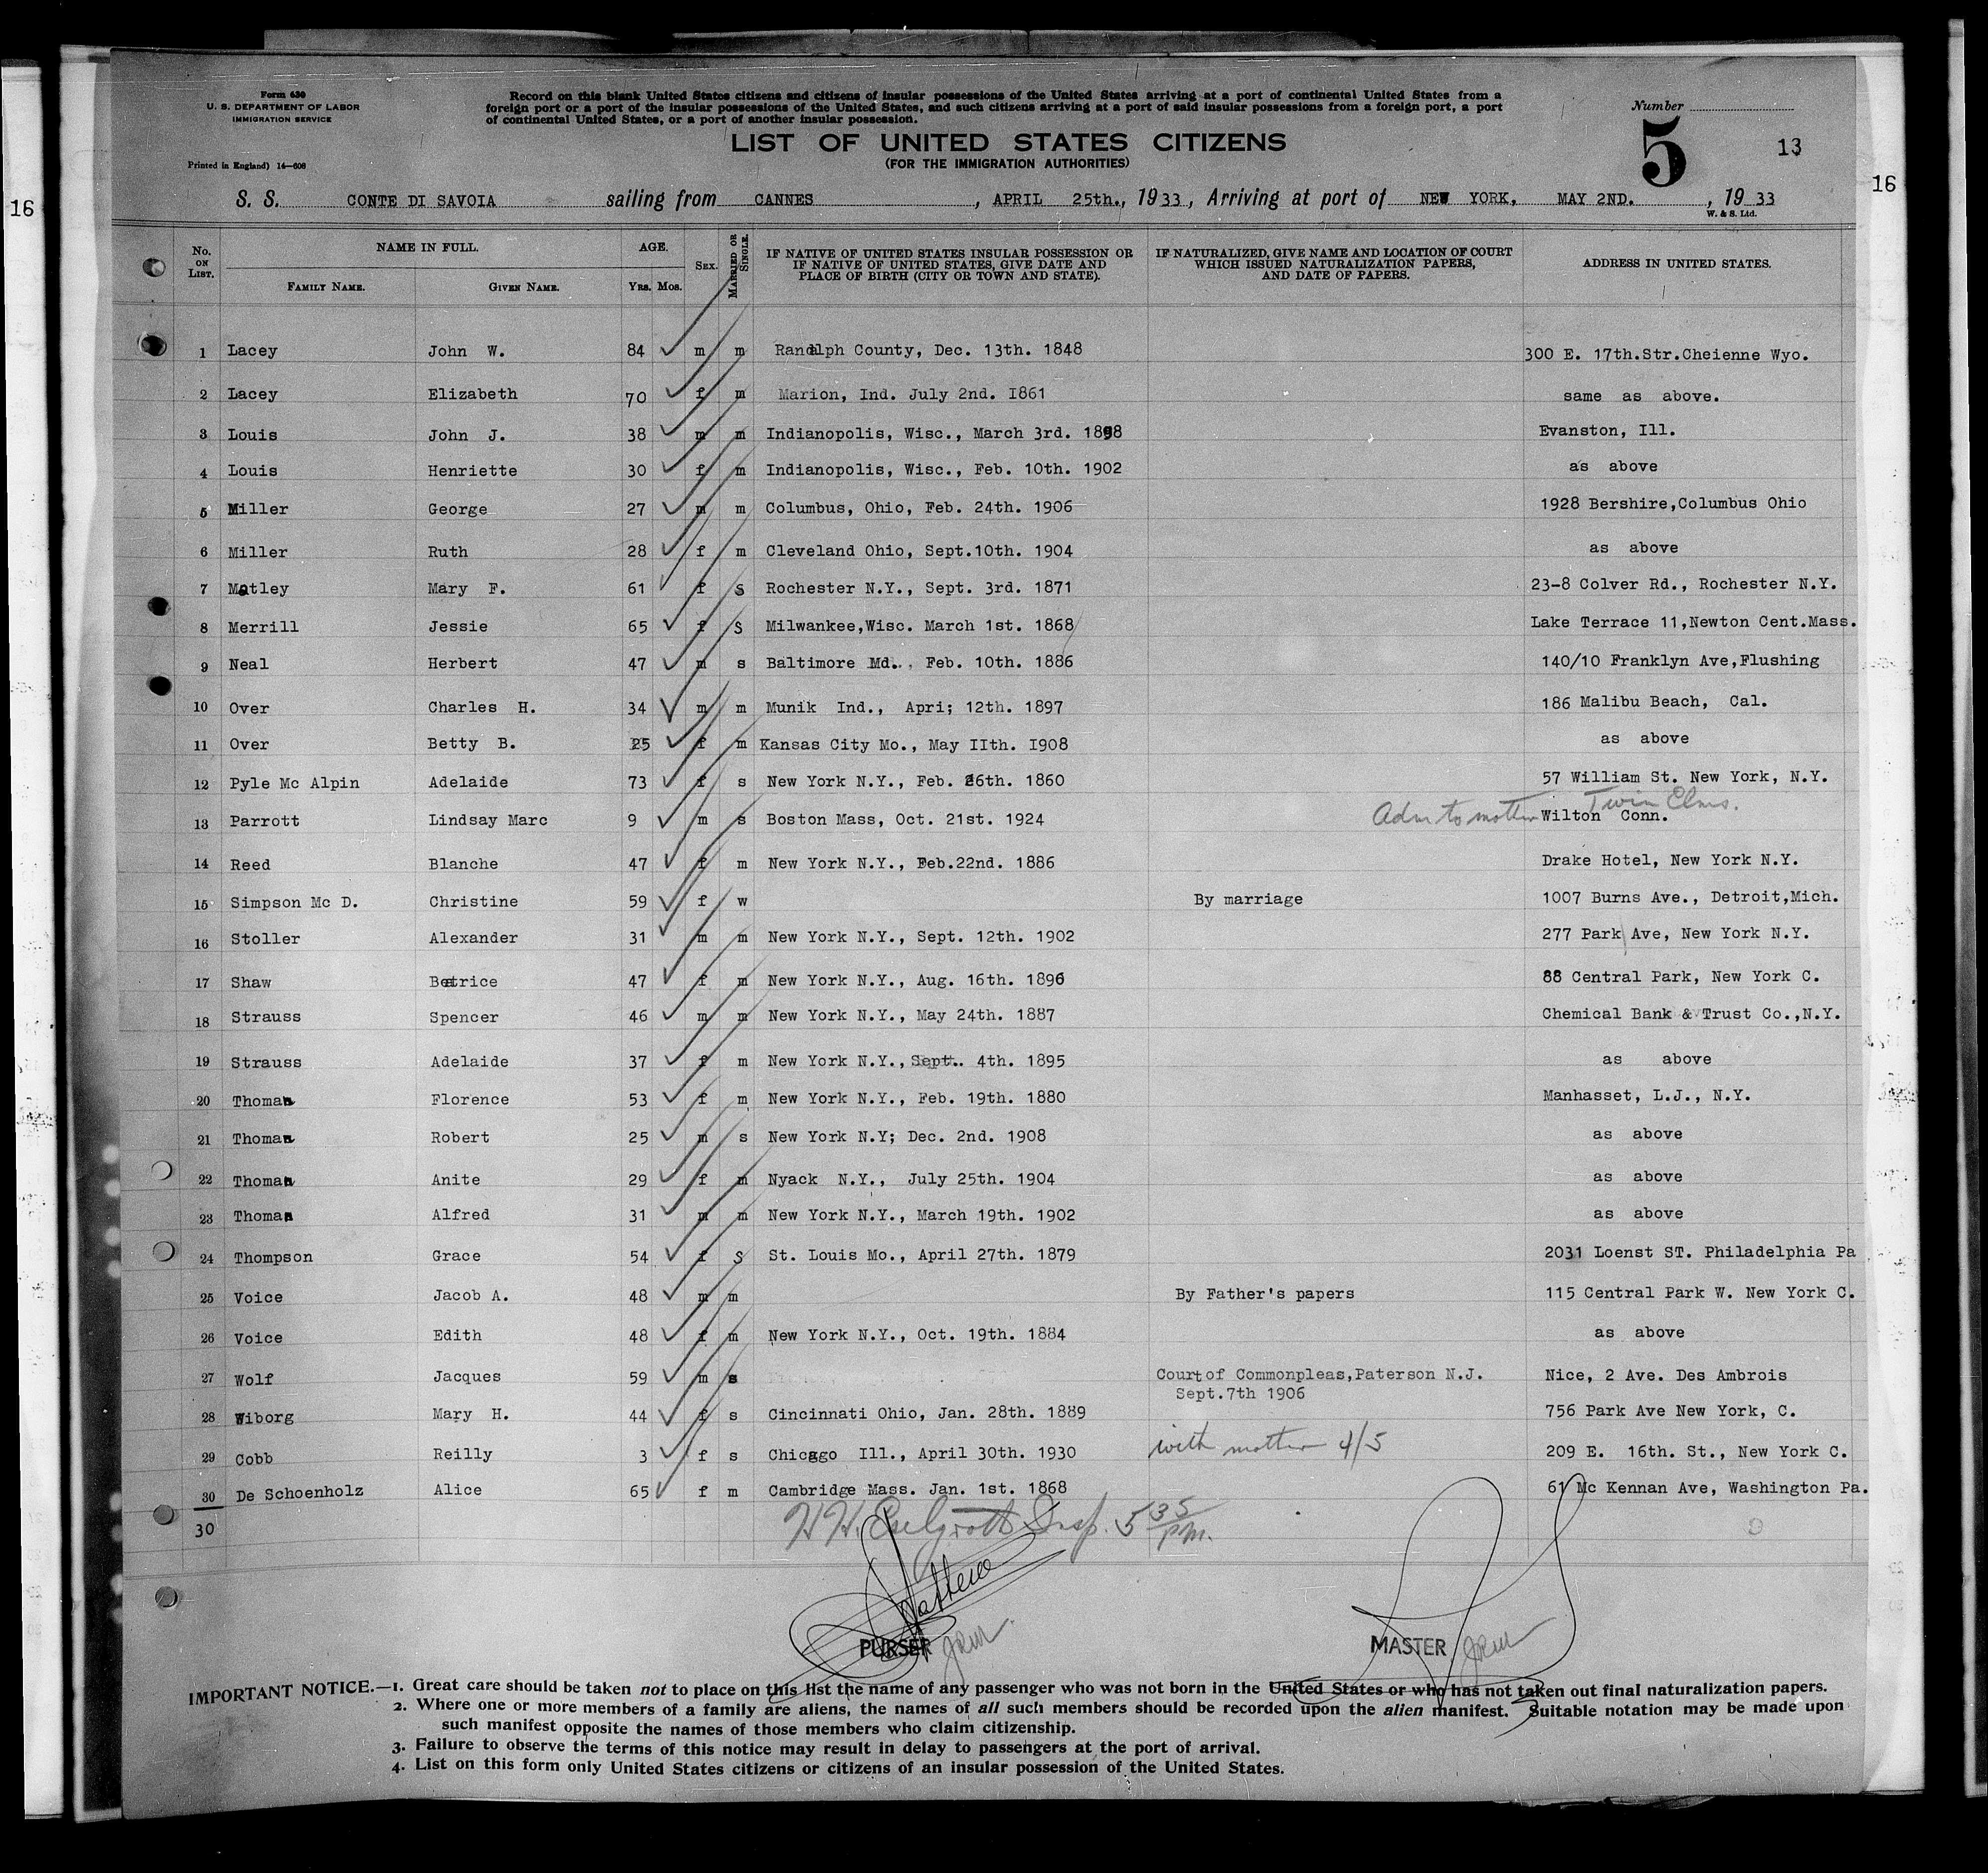 Form 630
U. S. DEPARTMENT OF LABOR
IMMIGRATION SERVICE
Printed in England) 14—608
Record on this blank United States citizens and citizens of insular possessions of the United States arriving at a port of continental United States from a
foreign port or a port of the insular possessions of the United States, and such citizens arriving at a port of said insular possessions from a foreign port, a port
of continental United States, or a port of another insular possession.
LIST OF UNITED STATES CITIZENS
(FOR THE IMMIGRATION AUTHORITIES)
Number
5
13
16
16
S. S. CONTE DI SAVOIA sailing from CANNES, APRIL 25th., 1933, Arriving at port of NEW YORK, MAY 2ND., 1933
W. & S. Ltd.
No. ON LIST. NAME IN FULL. FAMILY NAME. GIVEN NAME. AGE. YRS. MOS. SEX. MARRIED OR SINGLE. IF NATIVE OF UNITED STATES INSULAR POSSESSION OR IF NATIVE OF UNITED STATES, GIVE DATE AND PLACE OF BIRTH (CITY OR TOWN AND STATE). IF NATURALIZED, GIVE NAME AND LOCATION OF COURT WHICH ISSUED NATURALIZATION PAPERS, AND DATE OF PAPERS. ADDRESS IN UNITED STATES.
1 Lacey John W. 84 m m Randalph County, Dec. 13th. 1848 300 E. 17th.Str.Cheienne Wyo.
2 Lacey Elizabeth 70 f m Marion, Ind. July 2nd. I861 same as above.
3 Louis John J. 38 m m Indianopolis, Wisc., March 3rd. 1898 Evanston, Ill.
4 Louis Henriette 30 f m Indianopolis, Wisc., Feb. 10th. 1902 as above
5 Miller George 27 m m Columbus, Ohio, Feb. 24th. 1906 1928 Bershire,Columbus Ohio
6 Miller Ruth 28 f m Cleveland Ohio, Sept.10th. 1904 as above
7 Matley Mary F. 61 f S Rochester N.Y., Sept. 3rd. 1871 23-8 Colver Rd., Rochester N.Y.
8 Merrill Jessie 65 f S Milwankee,Wisc. March 1st. 1868 Lake Terrace 11,Newton Cent.Mass.
9 Neal Herbert 47 m s Baltimore Md., Feb. 10th. 1886 140/10 Franklyn Ave,Flushing
10 Over Charles H. 34 m m Munik Ind., Apri; 12th. 1897 186 Malibu Beach, Cal.
11 Over Betty B. 25 f m Kansas City Mo., May IIth. I908 as above
12 Pyle Mc Alpin Adelaide 73 f s New York N.Y., Feb. 26th. 1860 57 William St. New York, N.Y.
13 Parrott Lindsay Marc 9 m s Boston Mass, Oct. 21st. 1924 Adm to mother Twin Elms. Wilton Conn.
14 Reed Blanche 47 f m New York N.Y., Feb.22nd. 1886 Drake Hotel, New York N.Y.
15 Simpson Mc D. Christine 59 f w By marriage 1007 Burns Ave., Detroit,Mich.
16 Stoller Alexander 31 m m New York N.Y., Sept. 12th. 1902 277 Park Ave, New York N.Y.
17 Shaw Beatrice 47 f m New York N.Y., Aug. 16th. 1896 88 Central Park, New York C.
18 Strauss Spencer 46 m m New York N.Y., May 24th. 1887 Chemical Bank & Trust Co.,N.Y.
19 Strauss Adelaide 37 f m New York N.Y., Sept. 4th. 1895 as above
20 Thoman Florence 53 f m New York N.Y., Feb. 19th. 1880 Manhasset, L.J., N.Y.
21 Thoman Robert 25 m s New York N.Y; Dec. 2nd. 1908 as above
22 Thoman Anite 29 f m Nyack N.Y., July 25th. 1904 as above
23 Thoman Alfred 31 m m New York N.Y., March 19th. 1902 as above
24 Thompson Grace 54 f S St. Louis Mo., April 27th. 1879 2031 Loenst ST. Philadelphia Pa
25 Voice Jacob A. 48 m m By Father's papers 115 Central Park W. New York C.
26 Voice Edith 48 f m New York N.Y., Oct. 19th. 1884 as above
27 Wolf Jacques 59 m s Court of Commonpleas,Paterson N.J. Sept.7th 1906 Nice, 2 Ave. Des Ambrois
28 Wiborg Mary H. 44 f s Cincinnati Ohio, Jan. 28th. 1889 756 Park Ave New York, C.
29 Cobb Reilly 3 f s Chicago Ill., April 30th. 1930 with mother 4/5 209 E. 16th. St., New York C.
30 De Schoenholz Alice 65 f m Cambridge Mass. Jan. 1st. 1868 61 Mc Kennan Ave, Washington Pa.
30
H.H. Insp. 5 35 PM.
PURSER JRM
MASTER JRM
IMPORTANT NOTICE.—1. Great care should be taken not to place on this list the name of any passenger who was not born in the United States or who has not taken out final naturalization papers.
2. Where one or more members of a family are aliens, the names of all such members should be recorded upon the alien manifest. Suitable notation may be made upon
such manifest opposite the names of those members who claim citizenship.
3. Failure to observe the terms of this notice may result in delay to passengers at the port of arrival.
4. List on this form only United States citizens or citizens of an insular possession of the United States.